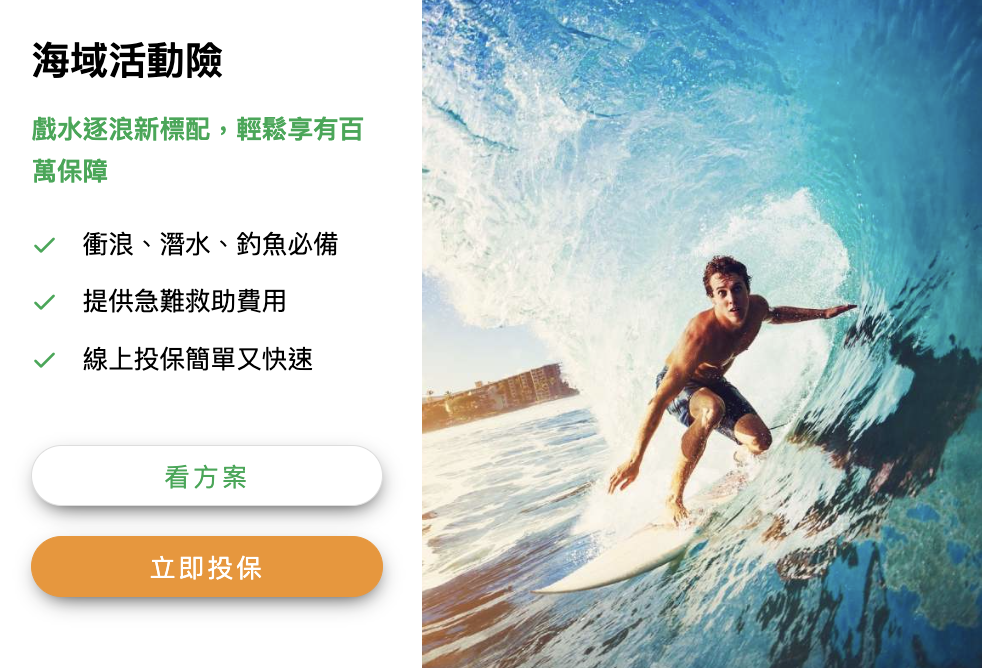 海域活動險
戲水逐浪新標配，輕鬆享有百
萬保障
衝浪、潛水、釣魚必備
提供急難救助費用
線上投保簡單又快速
看方案
立即投保